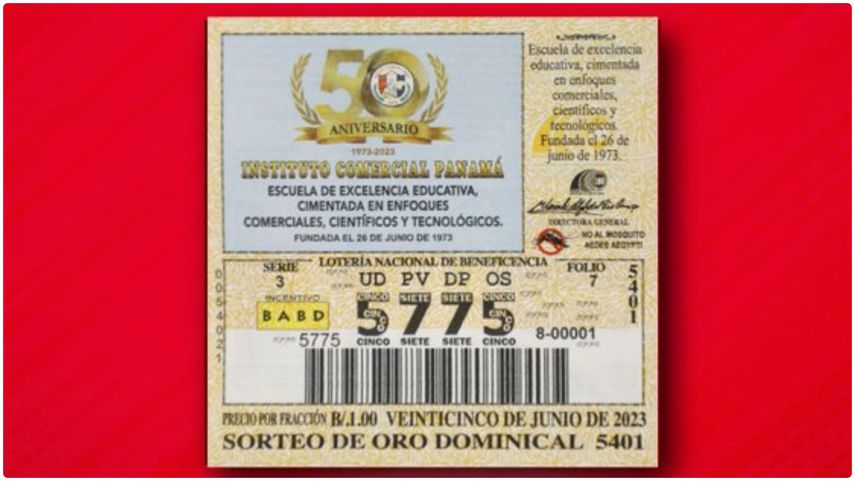 50
ANIVERSARIO
1973-2023
INSTITUTO COMERCIAL PANAMÁ
ESCUELA DE EXCELENCIA EDUCATIVA,
CIMENTADA EN ENFOQUES
COMERCIALES, CIENTÍFICOS Y TECNOLÓGICOS.
FUNDADA EL 26 DE JUNIO DE 1973
Escuela de excelencia
educativa, cimentada
en enfoques
comerciales,
científicos y
tecnológicos.
Fundada el 26 de
junio de 1973.
DIRECTORA GENERAL
NO AL MOSQUITO
AEDES AEGYPTI
LOTERÍA NACIONAL DE BENEFICENCIA
SERIE
3
UD PV DP OS
FOLIO
7
5401
INCENTIVO
BABD
CINCO SIETE SIETE CINCO
5 7 7 5
CINCO SIETE SIETE CINCO
5775
8-00001
PRECIO POR FRACCIÓN B/.1.00 VEINTICINCO DE JUNIO DE 2023
SORTEO DE ORO DOMINICAL 5401